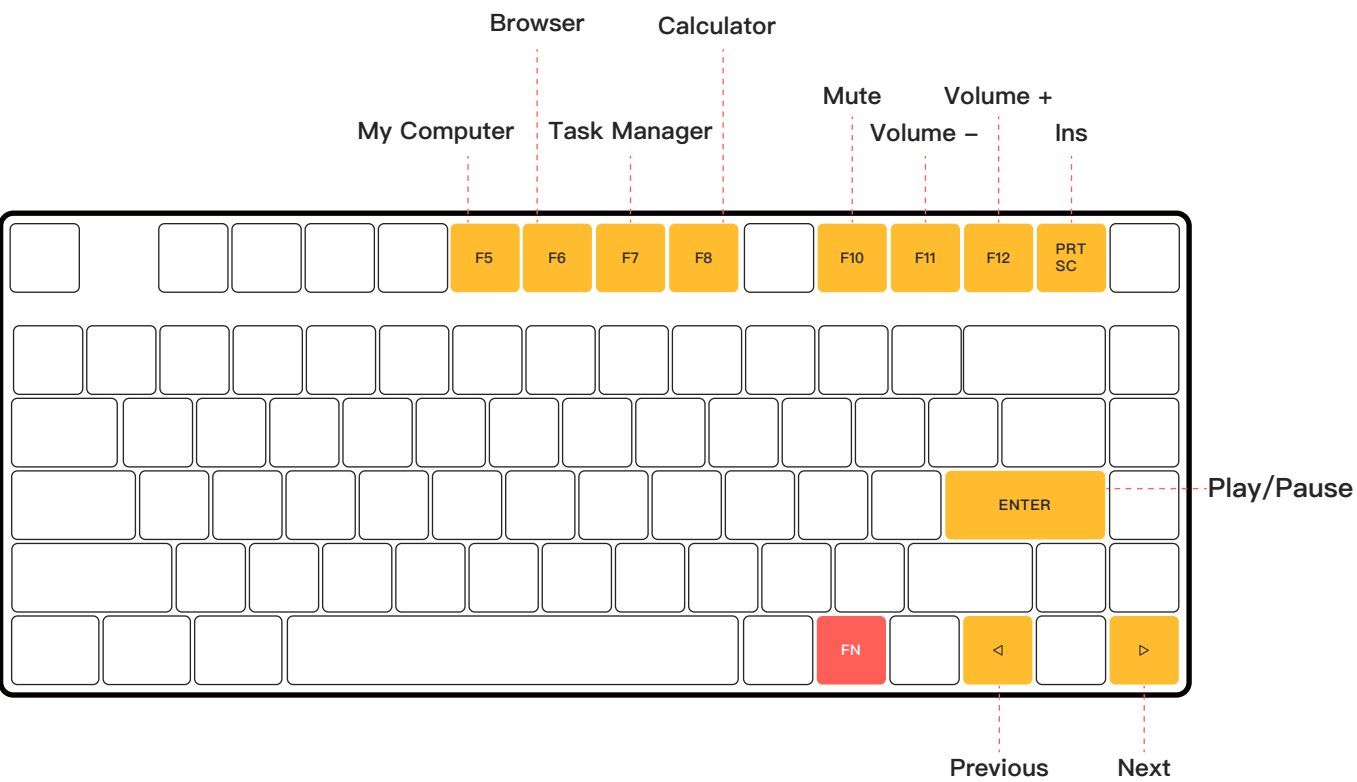 Browser
Calculator
Mute
Volume +
My Computer
Task Manager
Volume –
Ins
F5
F6
F7
F8
F10
F11
F12
PRT
SC
Play/Pause
ENTER
FN
◁
▷
Previous
Next